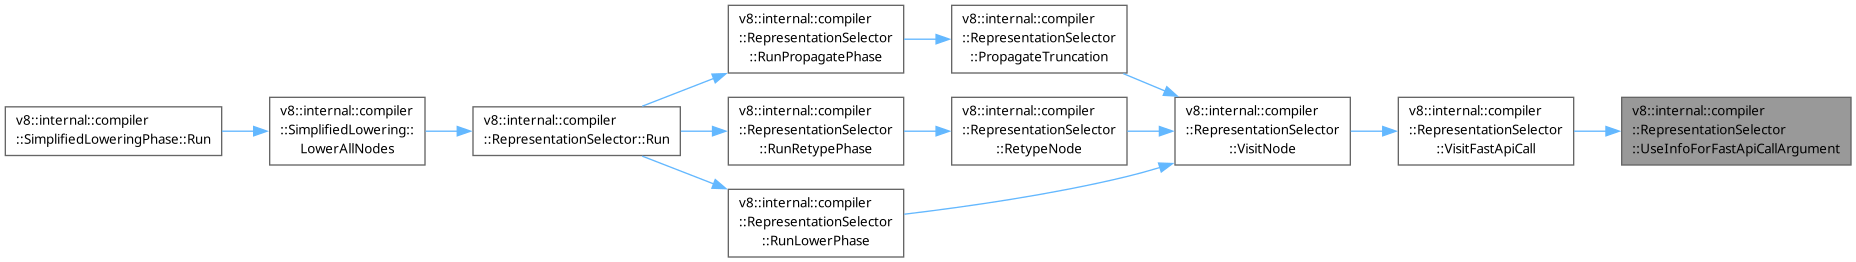 v8::internal::compiler
::SimplifiedLoweringPhase::Run
v8::internal::compiler
::SimplifiedLowering::
LowerAllNodes
v8::internal::compiler
::RepresentationSelector::Run
v8::internal::compiler
::RepresentationSelector
::RunPropagatePhase
v8::internal::compiler
::RepresentationSelector
::RunRetypePhase
v8::internal::compiler
::RepresentationSelector
::RunLowerPhase
v8::internal::compiler
::RepresentationSelector
::PropagateTruncation
v8::internal::compiler
::RepresentationSelector
::RetypeNode
v8::internal::compiler
::RepresentationSelector
::VisitNode
v8::internal::compiler
::RepresentationSelector
::VisitFastApiCall
v8::internal::compiler
::RepresentationSelector
::UseInfoForFastApiCallArgument